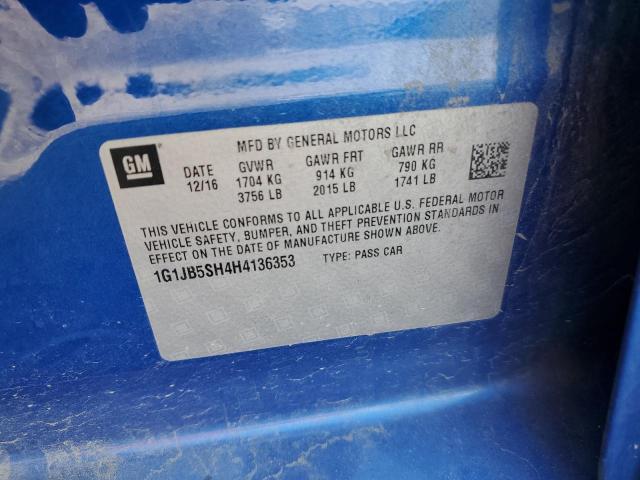 GM
MFD BY GENERAL MOTORS LLC
DATE GVWR GAWR FRT GAWR RR
12/16 1704 KG 914 KG 790 KG
3756 LB 2015 LB 1741 LB
THIS VEHICLE CONFORMS TO ALL APPLICABLE U.S. FEDERAL MOTOR
VEHICLE SAFETY, BUMPER, AND THEFT PREVENTION STANDARDS IN
EFFECT ON THE DATE OF MANUFACTURE SHOWN ABOVE.
1G1JB5SH4H4136353 TYPE: PASS CAR